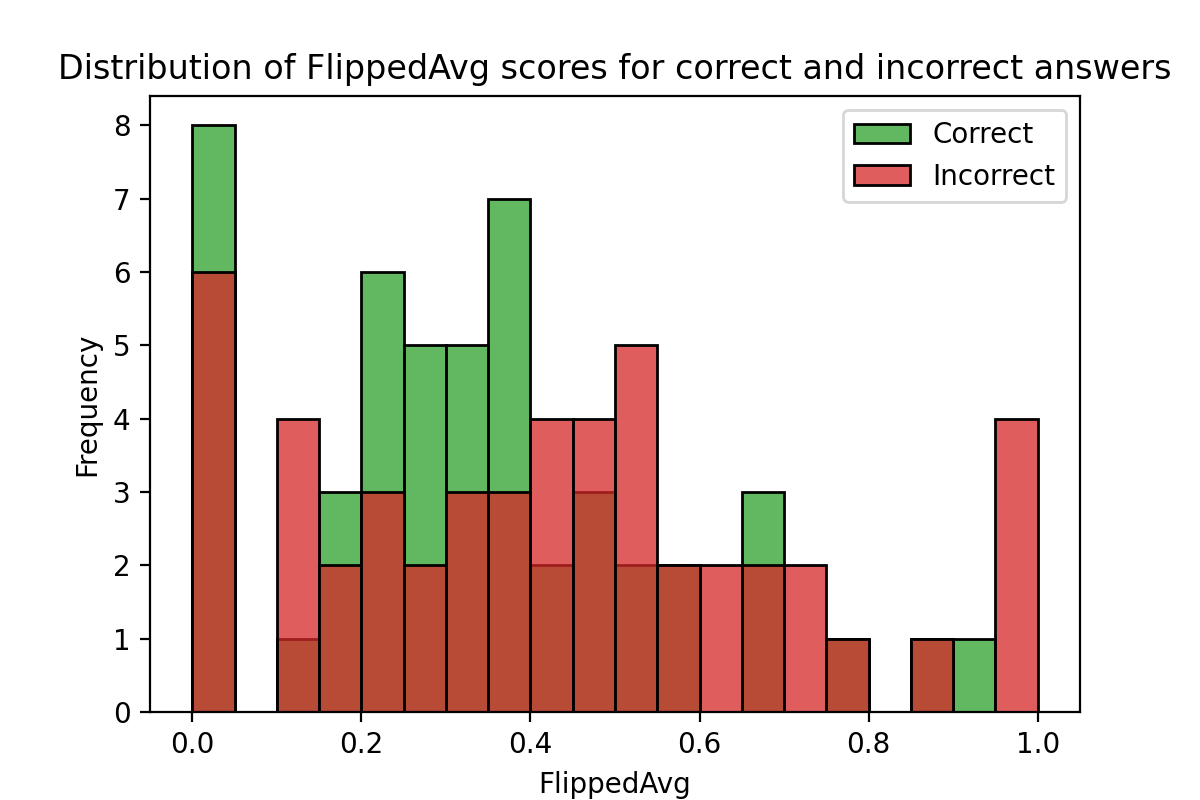 Distribution of FlippedAvg scores for correct and incorrect answers
Correct
Incorrect
8
7
6
5
4
3
2
1
0
Frequency
0.0 0.2 0.4 0.6 0.8 1.0
FlippedAvg